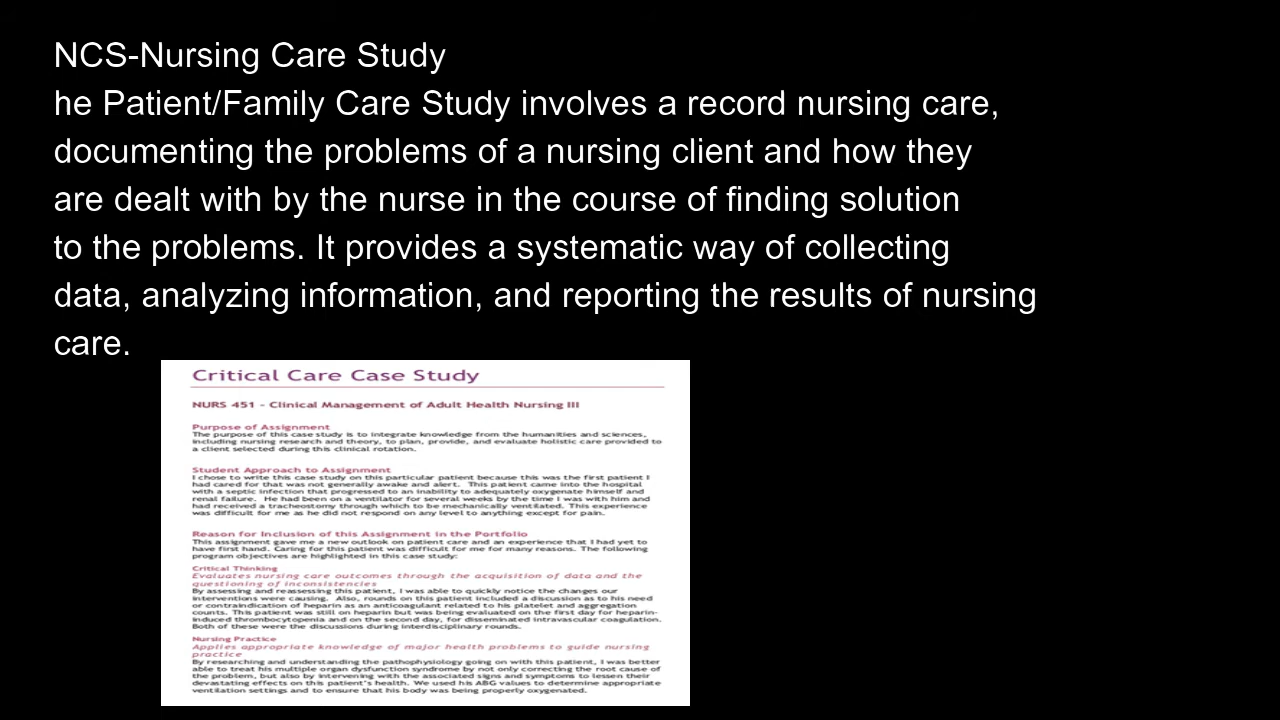 NCS-Nursing Care Study
he Patient/Family Care Study involves a record nursing care,
documenting the problems of a nursing client and how they
are dealt with by the nurse in the course of finding solution
to the problems. It provides a systematic way of collecting
data, analyzing information, and reporting the results of nursing
care.
Critical Care Case Study
NURS 451 - Clinical Management of Adult Health Nursing III
Purpose of Assignment
The purpose of this case study is to integrate knowledge from the humanities and sciences,
including nursing research and theory, to plan, provide, and evaluate holistic care provided to
a client selected during this clinical rotation.
Student Approach to Assignment
I chose to write this case study on this particular patient because this was the first patient I
had cared for that was not generally awake and alert. This patient came into the hospital
with a septic infection that progressed to an inability to adequately oxygenate himself and
renal failure. He had been on a ventilator for several weeks by the time I was with him and
had received a tracheostomy through which to be mechanically ventilated. This experience
was difficult for me as he did not respond on any level to anything except for pain.
Reason for Inclusion of this Assignment in the Portfolio
This assignment gave me a new outlook on patient care and an experience that I had yet to
have first hand. Caring for this patient was difficult for me for many reasons. The following
program objectives are highlighted in this case study:
Critical Thinking
Evaluates nursing care outcomes through the acquisition of data and the
questioning of inconsistencies
By assessing and reassessing this patient, I was able to quickly notice the changes our
interventions were causing. Also, rounds on this patient included a discussion as to his need
or contraindication of heparin as an anticoagulant related to his platelet and aggregation
counts. This patient was still on heparin but was being evaluated on the first day for heparin-
induced thrombocytopenia and on the second day, for disseminated intravascular coagulation.
Both of these were the discussions during interdisciplinary rounds.
Nursing Practice
Applies appropriate knowledge of major health problems to guide nursing
practice
By researching and understanding the pathophysiology going on with this patient, I was better
able to treat his multiple organ dysfunction syndrome by not only correcting the root cause of
the problem, but also by intervening with the associated signs and symptoms to lessen their
devastating effects on this patient's health. We used his ABG values to determine appropriate
ventilation settings and to ensure that his body was being properly oxygenated.